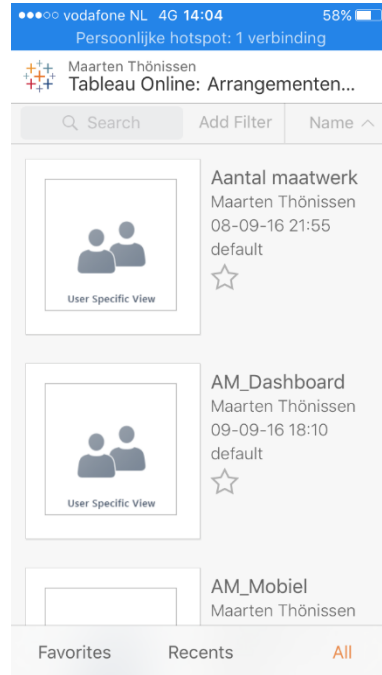 vodafone NL 4G 14:04 58%
Persoonlijke hotspot: 1 verbinding
Maarten Thönissen
Tableau Online: Arrangementen...
Search Add Filter Name
Aantal maatwerk
Maarten Thönissen
08-09-16 21:55
default
User Specific View
AM_Dashboard
Maarten Thönissen
09-09-16 18:10
default
User Specific View
AM_Mobiel
Maarten Thönissen
Favorites Recents All